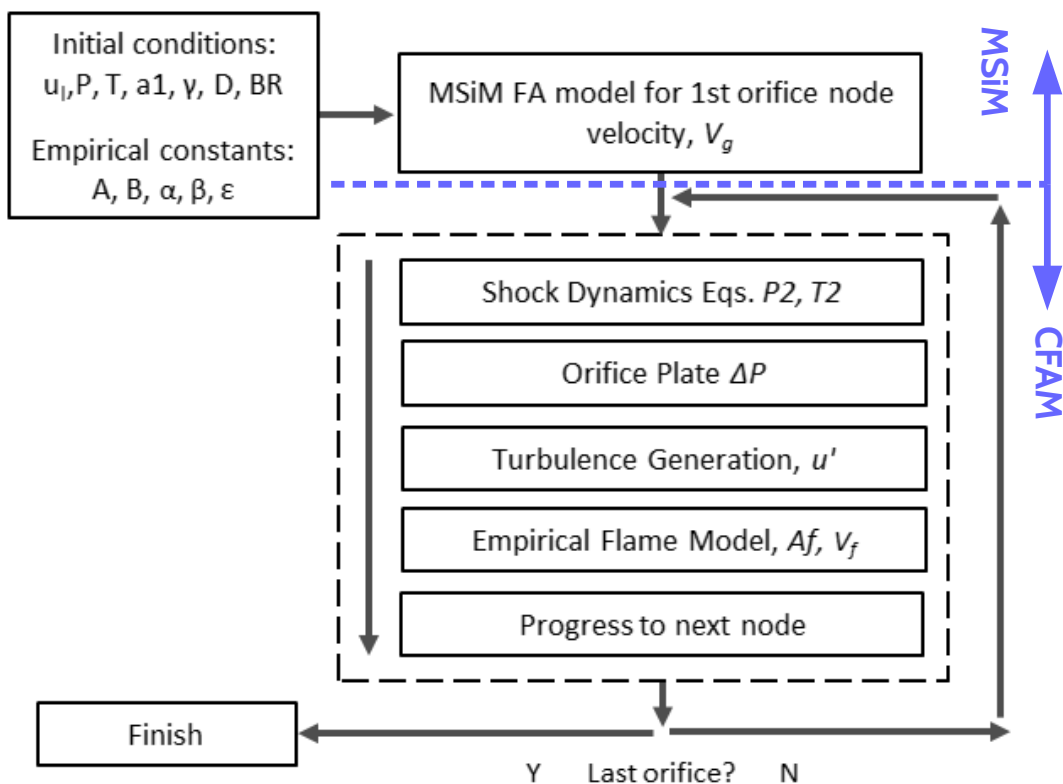 Initial conditions:
uₗ,P, T, a1, γ, D, BR
Empirical constants:
A, B, α, β, ε
MSiM FA model for 1st orifice node
velocity, V_g
MSiM
CFAM
Shock Dynamics Eqs. P2, T2
Orifice Plate ΔP
Turbulence Generation, u'
Empirical Flame Model, Af, V_f
Progress to next node
Finish
Y Last orifice? N